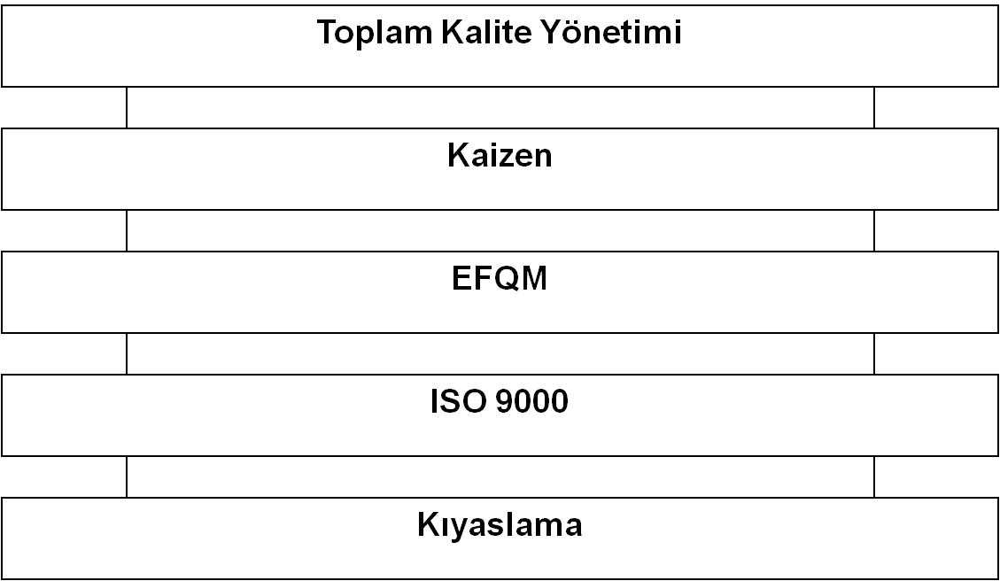 Toplam Kalite Yönetimi
Kaizen
EFQM
ISO 9000
Kıyaslama